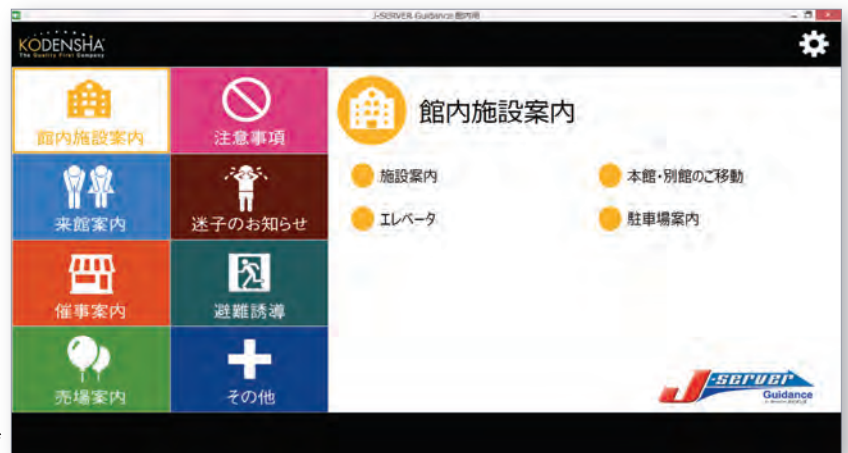 J-SERVER Guidance 館内用
KODENSHA
The Quality First Company
館内施設案内
注意事項
来館案内
迷子のお知らせ
催事案内
避難誘導
売場案内
その他
館内施設案内
施設案内
本館・別館のご移動
エレベータ
駐車場案内
J-SERVER
Guidance